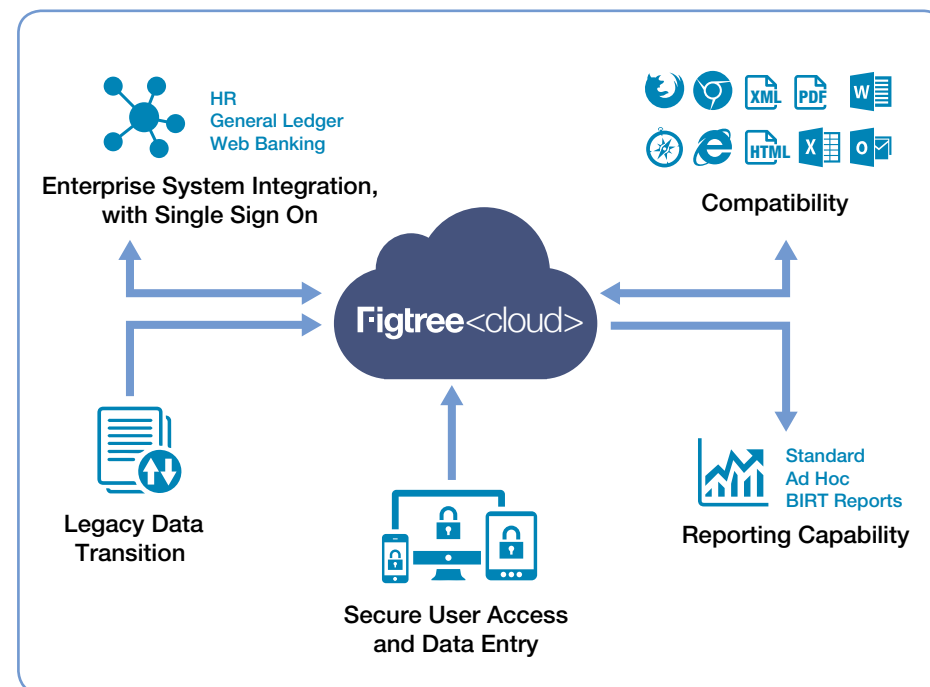 HR
General Ledger
Web Banking
Enterprise System Integration,
with Single Sign On
XML
PDF
W
HTML
X
O
Compatibility
Figtree<cloud>
Legacy Data
Transition
Secure User Access
and Data Entry
Standard
Ad Hoc
BIRT Reports
Reporting Capability